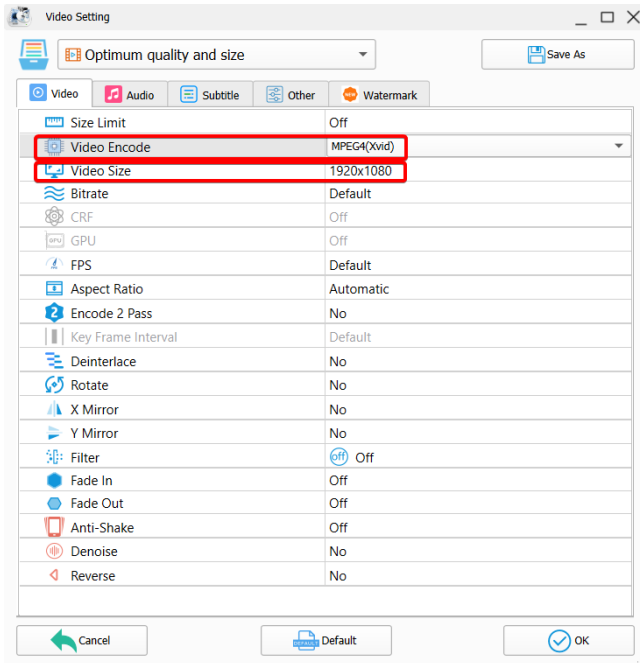 Video Setting
Optimum quality and size
Save As
Video Audio Subtitle Other Watermark
Size Limit Off
Video Encode MPEG4(Xvid)
Video Size 1920x1080
Bitrate Default
CRF Off
GPU GPU Off
FPS Default
Aspect Ratio Automatic
2 Encode 2 Pass No
Key Frame Interval Default
Deinterlace No
Rotate No
X Mirror No
Y Mirror No
Filter off Off
Fade In Off
Fade Out Off
Anti-Shake Off
Denoise No
Reverse No
Cancel
DEFAULT Default
OK